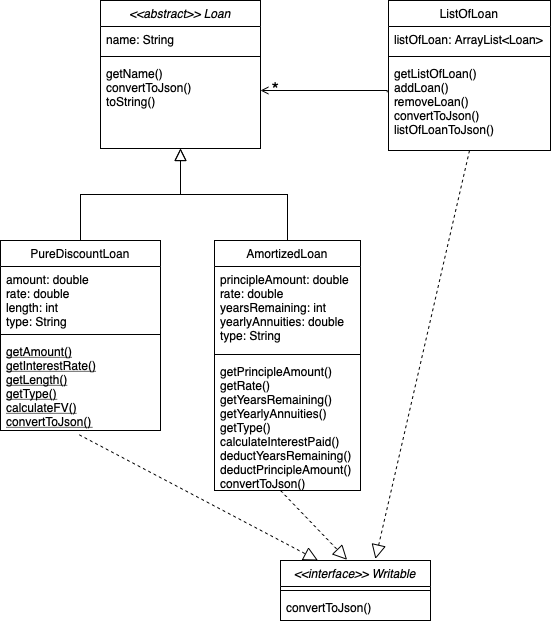 <<abstract>> Loan
name: String
getName()
convertToJson()
toString()
*
ListOfLoan
listOfLoan: ArrayList<Loan>
getListOfLoan()
addLoan()
removeLoan()
convertToJson()
listOfLoanToJson()
PureDiscountLoan
amount: double
rate: double
length: int
type: String
getAmount()
getInterestRate()
getLength()
getType()
calculateFV()
convertToJson()
AmortizedLoan
principleAmount: double
rate: double
yearsRemaining: int
yearlyAnnuities: double
type: String
getPrincipleAmount()
getRate()
getYearsRemaining()
getYearlyAnnuities()
getType()
calculateInterestPaid()
deductYearsRemaining()
deductPrincipleAmount()
convertToJson()
<<interface>> Writable
convertToJson()